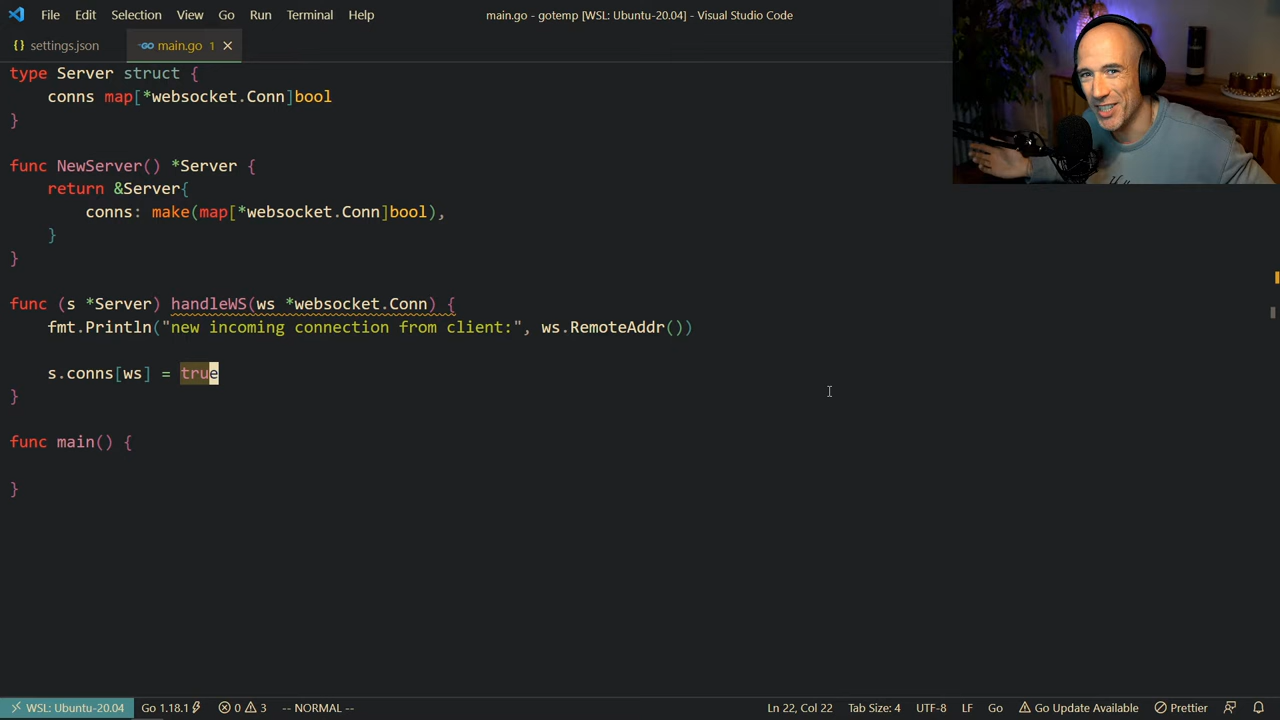 File Edit Selection View Go Run Terminal Help
main.go - gotemp [WSL: Ubuntu-20.04] - Visual Studio Code
{} settings.json main.go 1
type Server struct {
    conns map[*websocket.Conn]bool
}
func NewServer() *Server {
    return &Server{
        conns: make(map[*websocket.Conn]bool),
    }
}
func (s *Server) handleWS(ws *websocket.Conn) {
    fmt.Println("new incoming connection from client:", ws.RemoteAddr())
    s.conns[ws] = true
}
func main() {
}
WSL: Ubuntu-20.04 Go 1.18.1 0 3 -- NORMAL -- Ln 22, Col 22 Tab Size: 4 UTF-8 LF Go Go Update Available Prettier